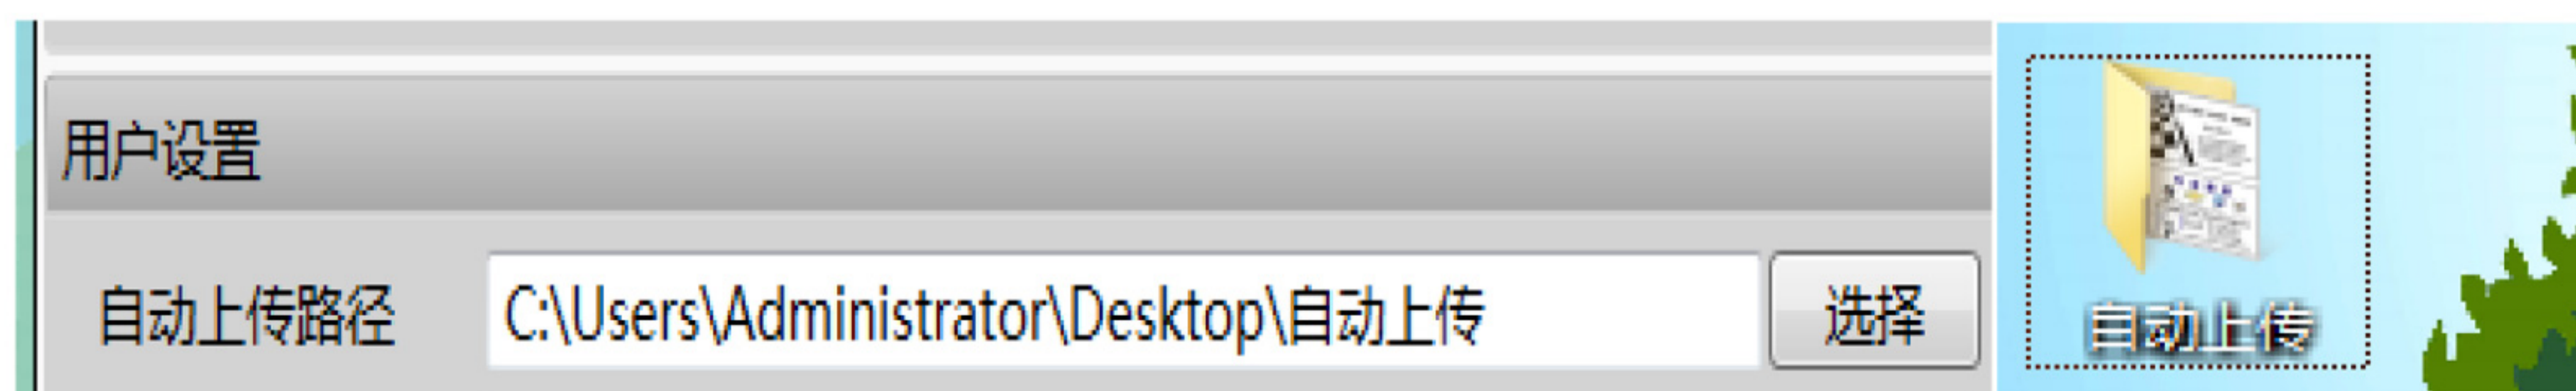 用户设置
自动上传路径 C:\Users\Administrator\Desktop\自动上传 选择
自动上传